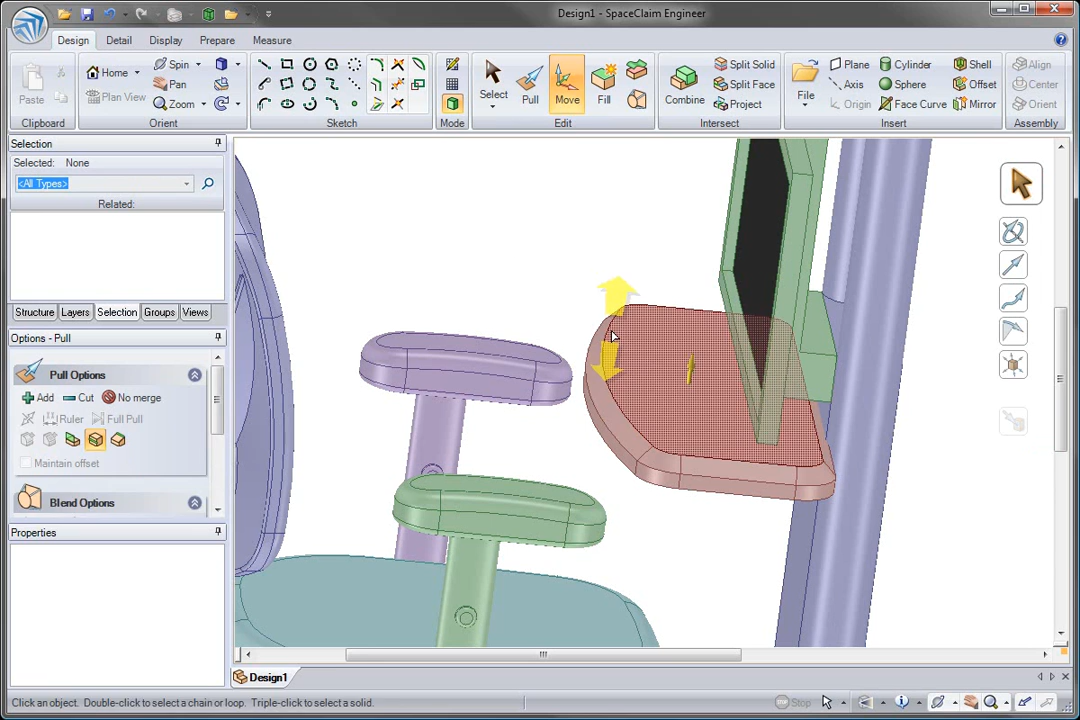 Design1 - SpaceClaim Engineer
Design Detail Display Prepare Measure
Paste
Home
Plan View
Spin
Pan
Zoom
Select
Pull
Move
Fill
Combine
Split Solid
Split Face
Project
File
Plane
Axis
Origin
Cylinder
Sphere
Face Curve
Shell
Offset
Mirror
Align
Center
Orient
Clipboard Orient Sketch Mode Edit Intersect Insert Assembly
Selection
Selected: None
<All Types>
Related:
Structure Layers Selection Groups Views
Options - Pull
Pull Options
Add Cut No merge
Ruler Full Pull
Maintain offset
Blend Options
Properties
Design1
Click an object. Double-click to select a chain or loop. Triple-click to select a solid.
Stop